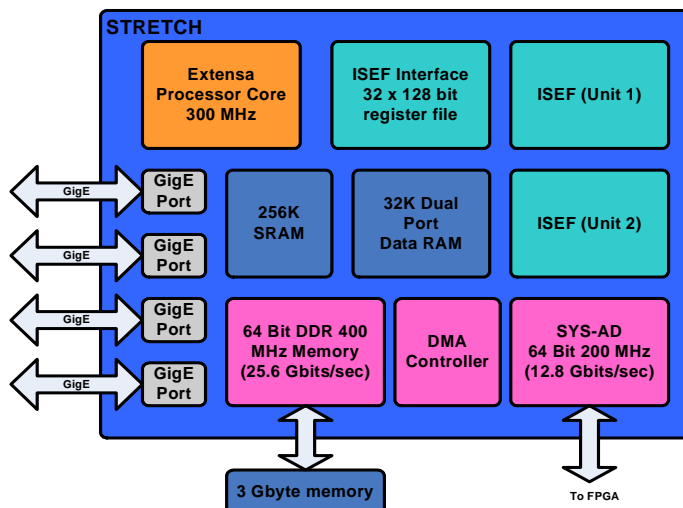 STRETCH
Extensa
Processor Core
300 MHz
ISEF Interface
32 x 128 bit
register file
ISEF (Unit 1)
GigE
GigE
Port
256K
SRAM
32K Dual
Port
Data RAM
ISEF (Unit 2)
GigE
GigE
Port
GigE
GigE
Port
64 Bit DDR 400
MHz Memory
(25.6 Gbits/sec)
DMA
Controller
SYS-AD
64 Bit 200 MHz
(12.8 Gbits/sec)
GigE
GigE
Port
3 Gbyte memory
To FPGA